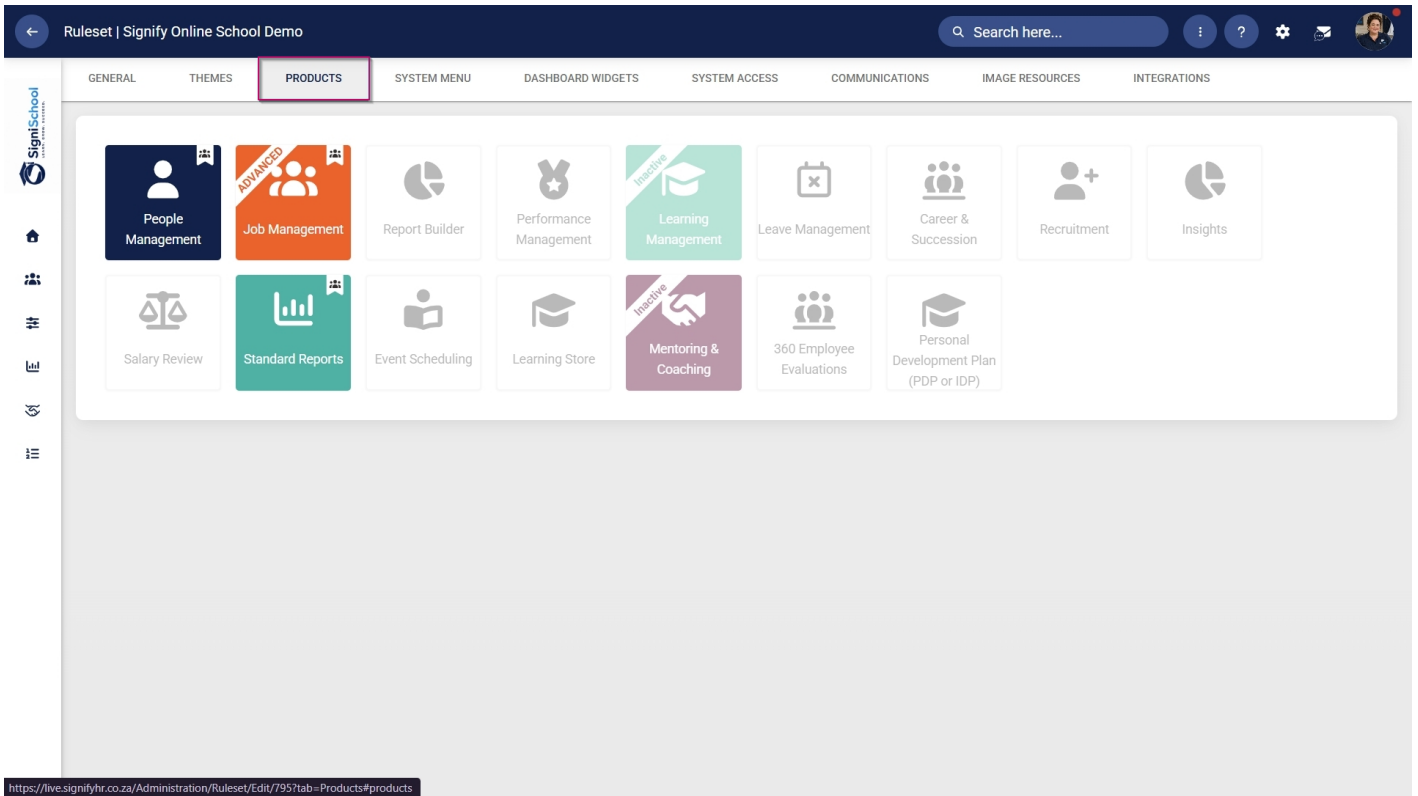 Ruleset | Signify Online School Demo
Search here...
?
GENERAL
THEMES
PRODUCTS
SYSTEM MENU
DASHBOARD WIDGETS
SYSTEM ACCESS
COMMUNICATIONS
IMAGE RESOURCES
INTEGRATIONS
SigniSchool
People
Management
ADVANCED
Job Management
Report Builder
Performance
Management
Inactive
Learning
Management
Leave Management
Career &
Succession
Recruitment
Insights
Salary Review
Standard Reports
Event Scheduling
Learning Store
Inactive
Mentoring &
Coaching
360 Employee
Evaluations
Personal
Development Plan
(PDP or IDP)
https://live.signifyhr.co.za/Administration/Ruleset/Edit/795?tab=Products#products